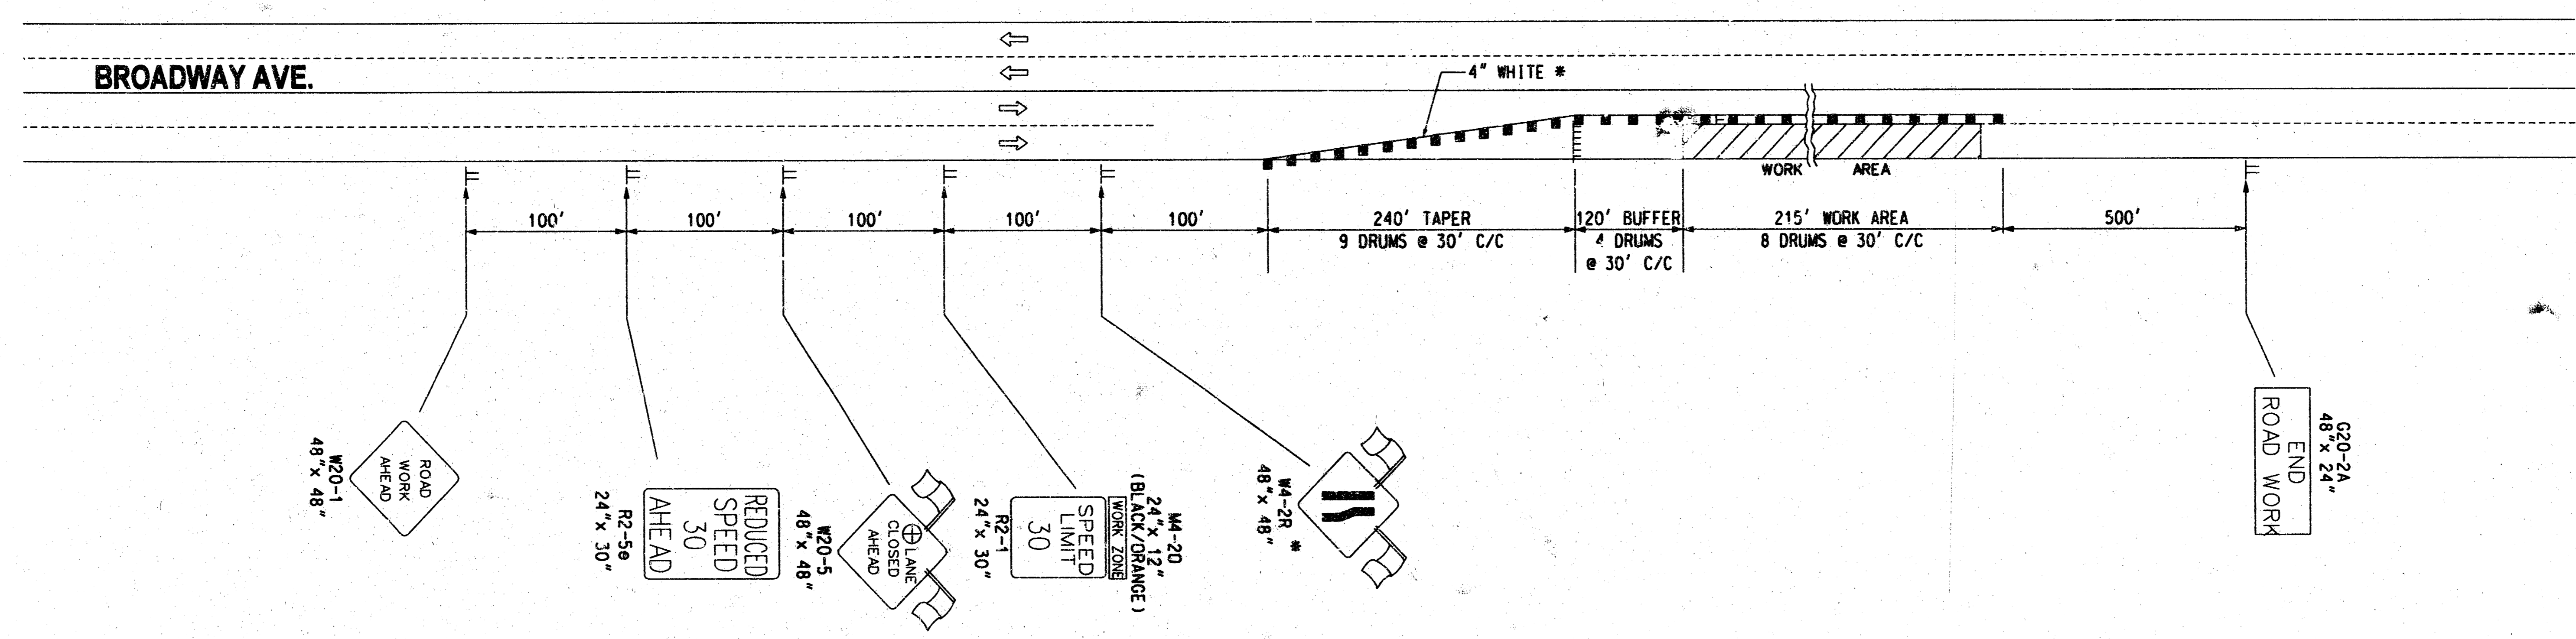 BROADWAY AVE.
4" WHITE *
WORK AREA
100'
100'
100'
100'
100'
240' TAPER
9 DRUMS @ 30' C/C
120' BUFFER
4 DRUMS
@ 30' C/C
215' WORK AREA
8 DRUMS @ 30' C/C
500'
ROAD
WORK
AHEAD
W20-1
48"x 48"
REDUCED
SPEED
30
AHEAD
R2-5e
24"x 30"
LANE
CLOSED
AHEAD
W20-5
48"x 48"
M4-2D
24"x 12"
(BLACK/ORANGE)
WORK ZONE
SPEED
LIMIT
30
R2-1
24"x 30"
W4-2R *
48"x 48"
G20-2A
48"x 24"
END
ROAD WORK